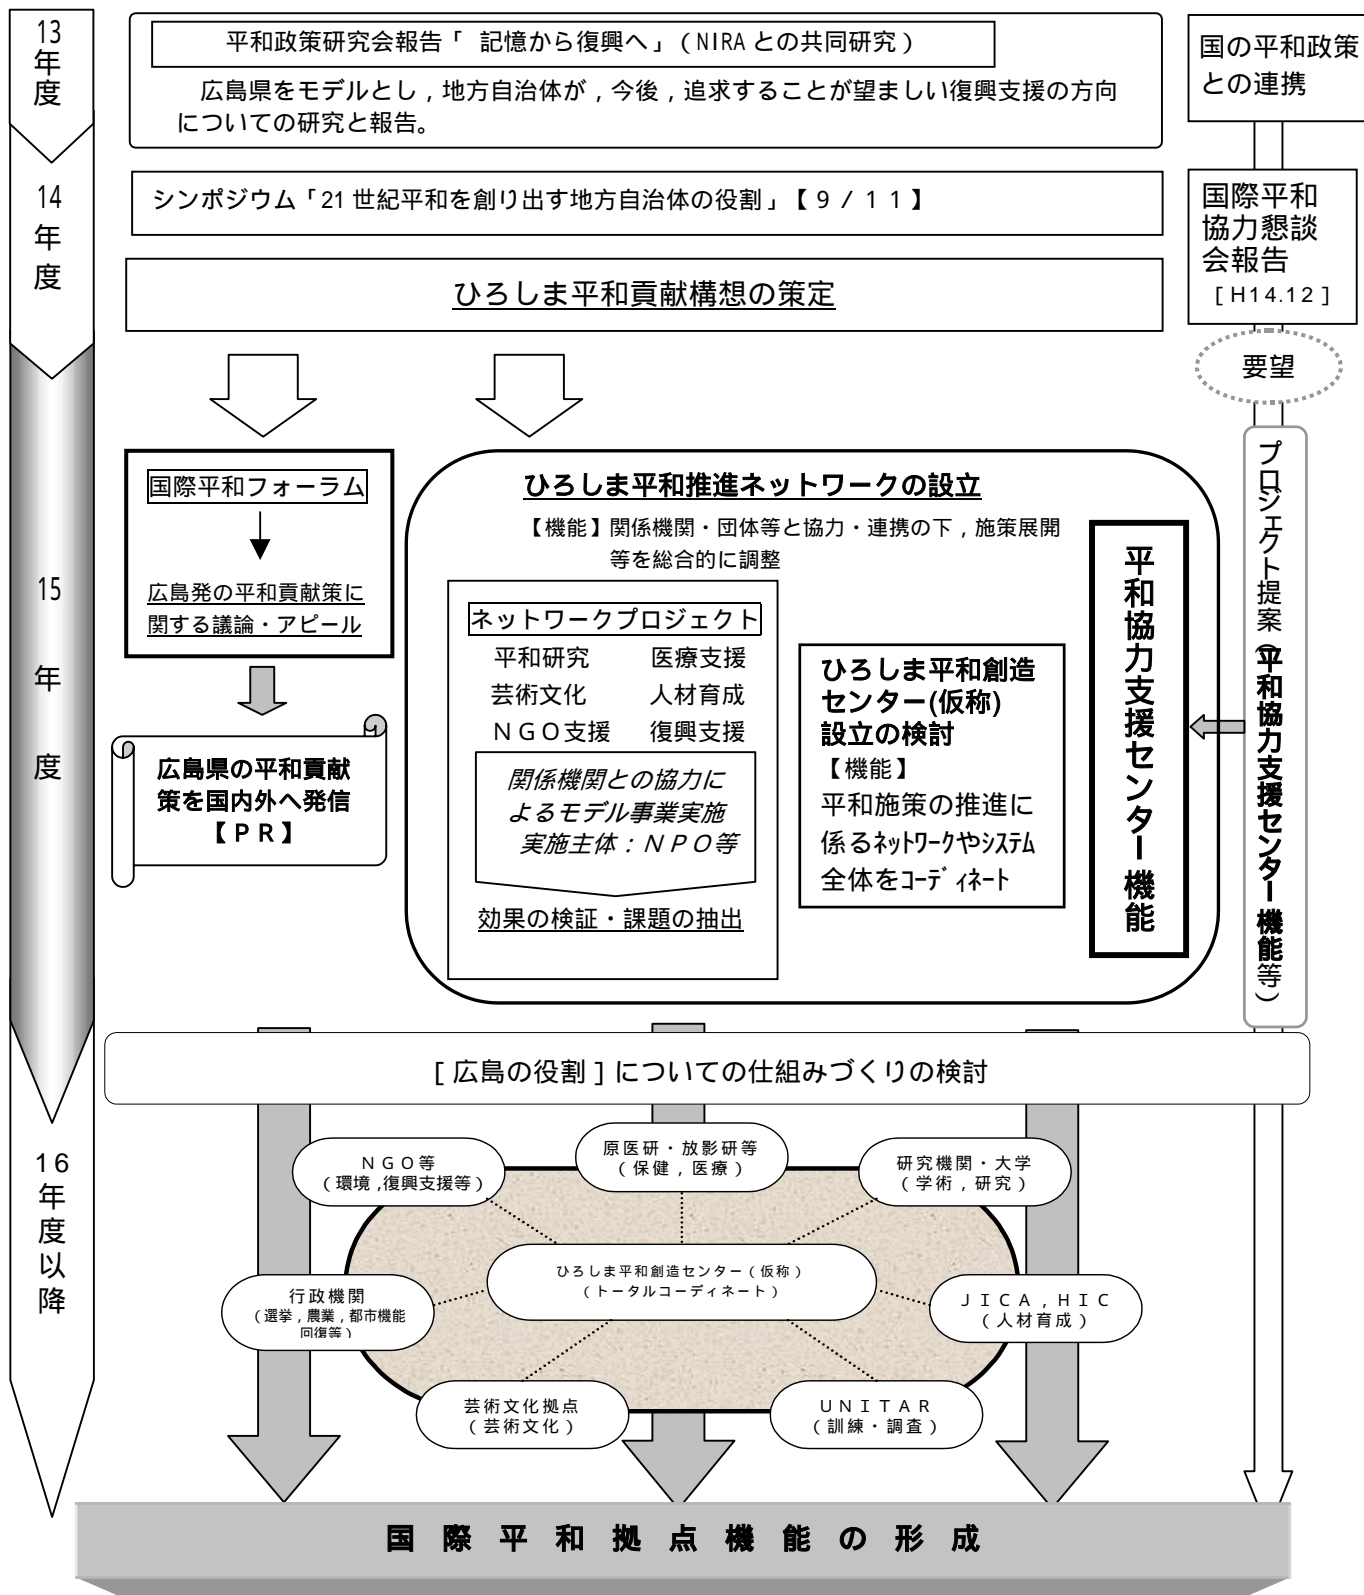 13
年
度
平和政策研究会報告「 記憶から復興へ」(NIRAとの共同研究)
広島県をモデルとし,地方自治体が,今後,追求することが望ましい復興支援の方向
についての研究と報告。
国の平和政策
との連携
14
年
度
シンポジウム「21世紀平和を創り出す地方自治体の役割」【9/11】
国際平和
協力懇談
会報告
[H14.12]
ひろしま平和貢献構想の策定
要望
15
年
度
国際平和フォーラム
広島発の平和貢献策に
関する議論・アピール
広島県の平和貢献
策を国内外へ発信
【PR】
ひろしま平和推進ネットワークの設立
【機能】関係機関・団体等と協力・連携の下,施策展開
等を総合的に調整
ネットワークプロジェクト
平和研究 医療支援
芸術文化 人材育成
NGO支援 復興支援
関係機関との協力に
よるモデル事業実施
実施主体:NPO等
効果の検証・課題の抽出
ひろしま平和創造
センター(仮称)
設立の検討
【機能】
平和施策の推進に
係るネットワークやシステム
全体をコーディネート
平和協力支援センター機能
プロジェクト提案(平和協力支援センター機能等)
[広島の役割]についての仕組みづくりの検討
16
年
度
以
降
NGO等
(環境,復興支援等)
原医研・放影研等
(保健,医療)
研究機関・大学
(学術,研究)
ひろしま平和創造センター(仮称)
(トータルコーディネート)
行政機関
(選挙,農業,都市機能
回復等)
JICA,HIC
(人材育成)
芸術文化拠点
(芸術文化)
UNITAR
(訓練・調査)
国際平和拠点機能の形成